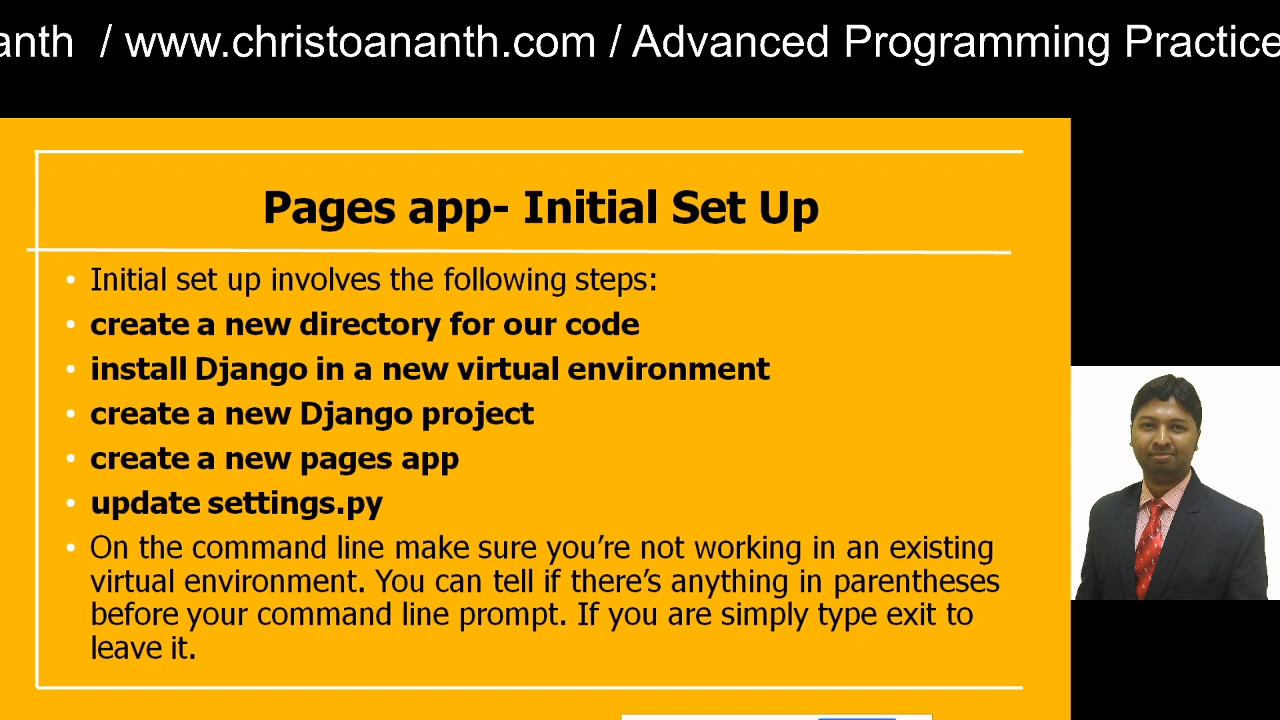 anth / www.christoananth.com / Advanced Programming Practice
Pages app- Initial Set Up
• Initial set up involves the following steps:
• create a new directory for our code
• install Django in a new virtual environment
• create a new Django project
• create a new pages app
• update settings.py
• On the command line make sure you’re not working in an existing
virtual environment. You can tell if there’s anything in parentheses
before your command line prompt. If you are simply type exit to
leave it.